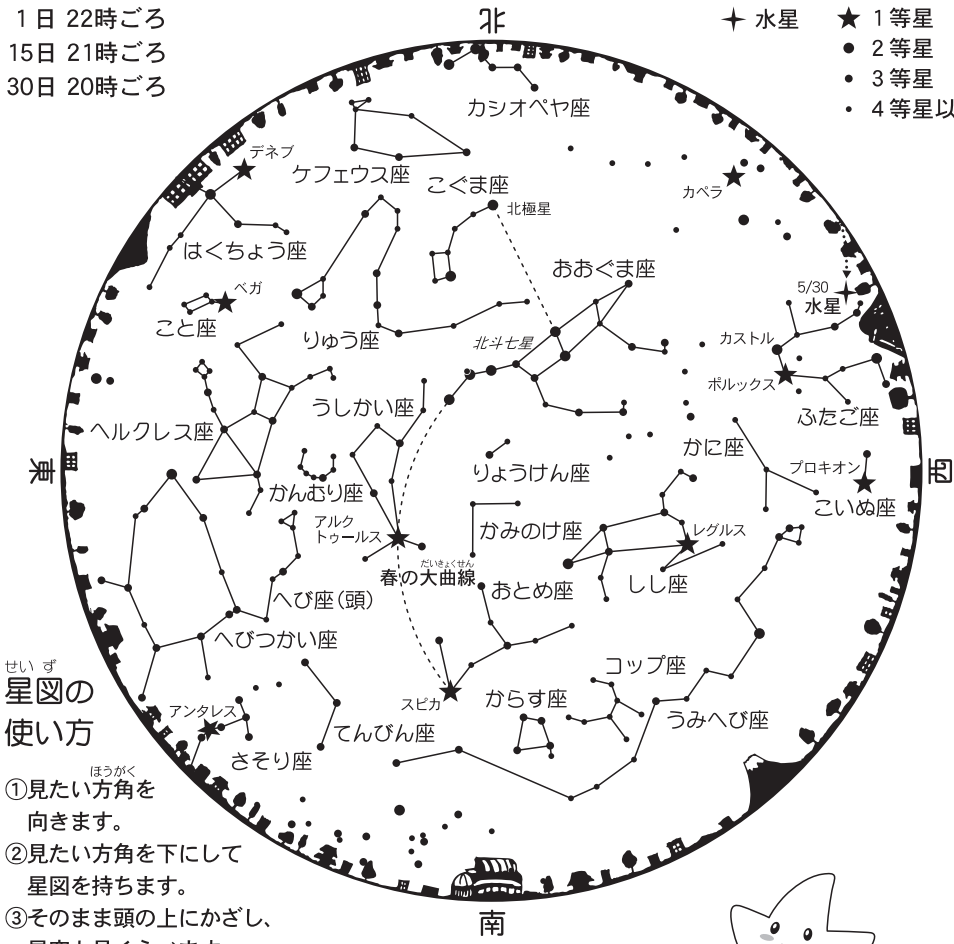 1日 22時ごろ
15日 21時ごろ
30日 20時ごろ
北
水星
1等星
2等星
3等星
4等星以
カシオペヤ座
デネブ
ケフェウス座
こぐま座
カペラ
北極星
はくちょう座
おおぐま座
ベガ
5/30
水星
こと座
りゅう座
北斗七星
カストル
ポルックス
うしかい座
ふたご座
ヘルクレス座
かに座
東
りょうけん座
プロキオン
西
かんむり座
こいぬ座
アルク
トゥールス
かみのけ座
レグルス
だいきょくせん
春の大曲線
おとめ座
しし座
へび座(頭)
へびつかい座
コップ座
スピカ
からす座
うみへび座
アンタレス
てんびん座
さそり座
南
せい ず
星図の
使い方
ほうがく
①見たい方角を
向きます。
②見たい方角を下にして
星図を持ちます。
③そのまま頭の上にかざし、